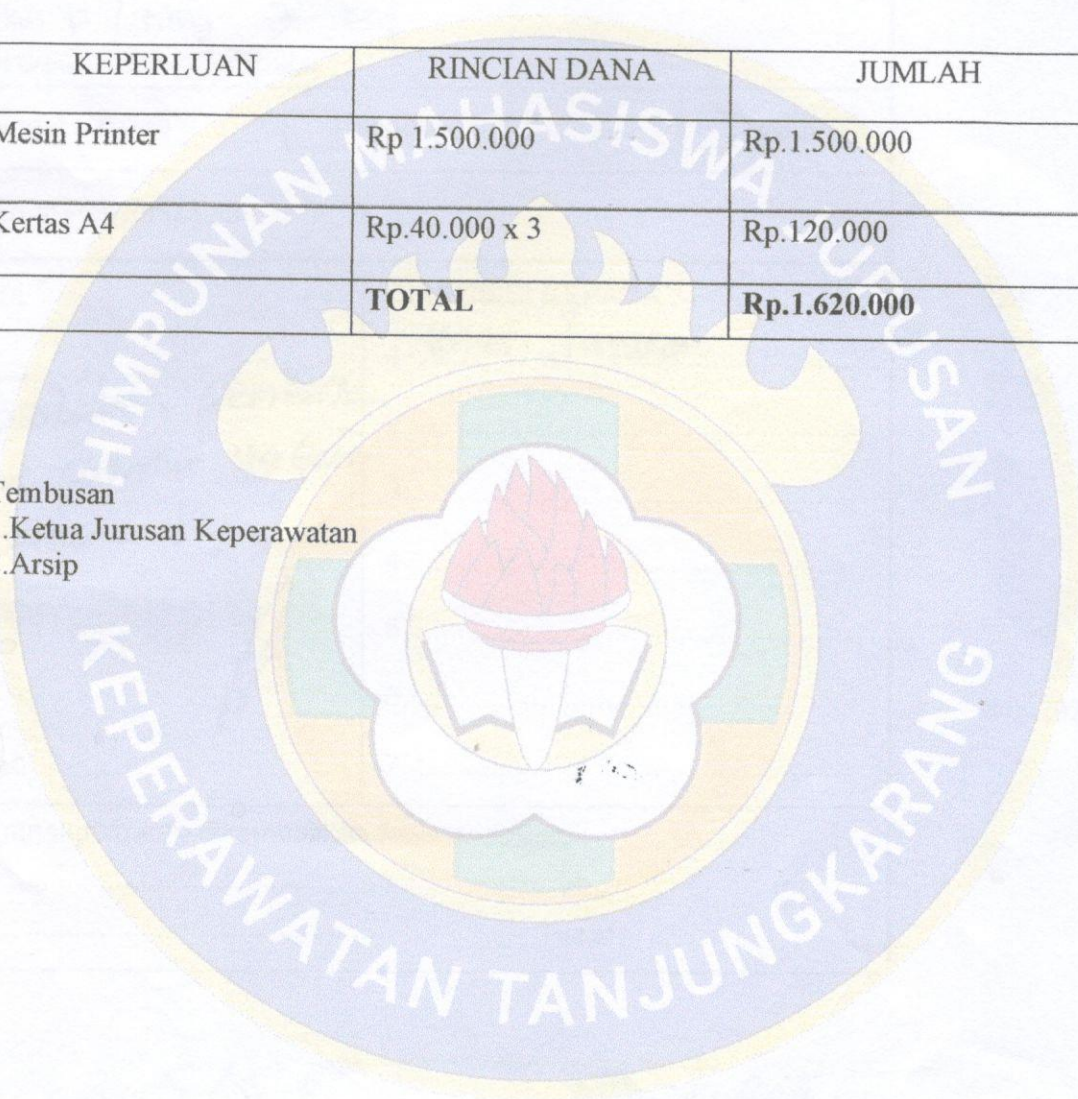 KEPERLUAN RINCIAN DANA JUMLAH
Mesin Printer Rp 1.500.000 Rp.1.500.000
Kertas A4 Rp.40.000 x 3 Rp.120.000
TOTAL Rp.1.620.000
Tembusan
.Ketua Jurusan Keperawatan
.Arsip
HIMPUNAN MAHASISWA JURUSAN
KEPERAWATAN TANJUNGKARANG